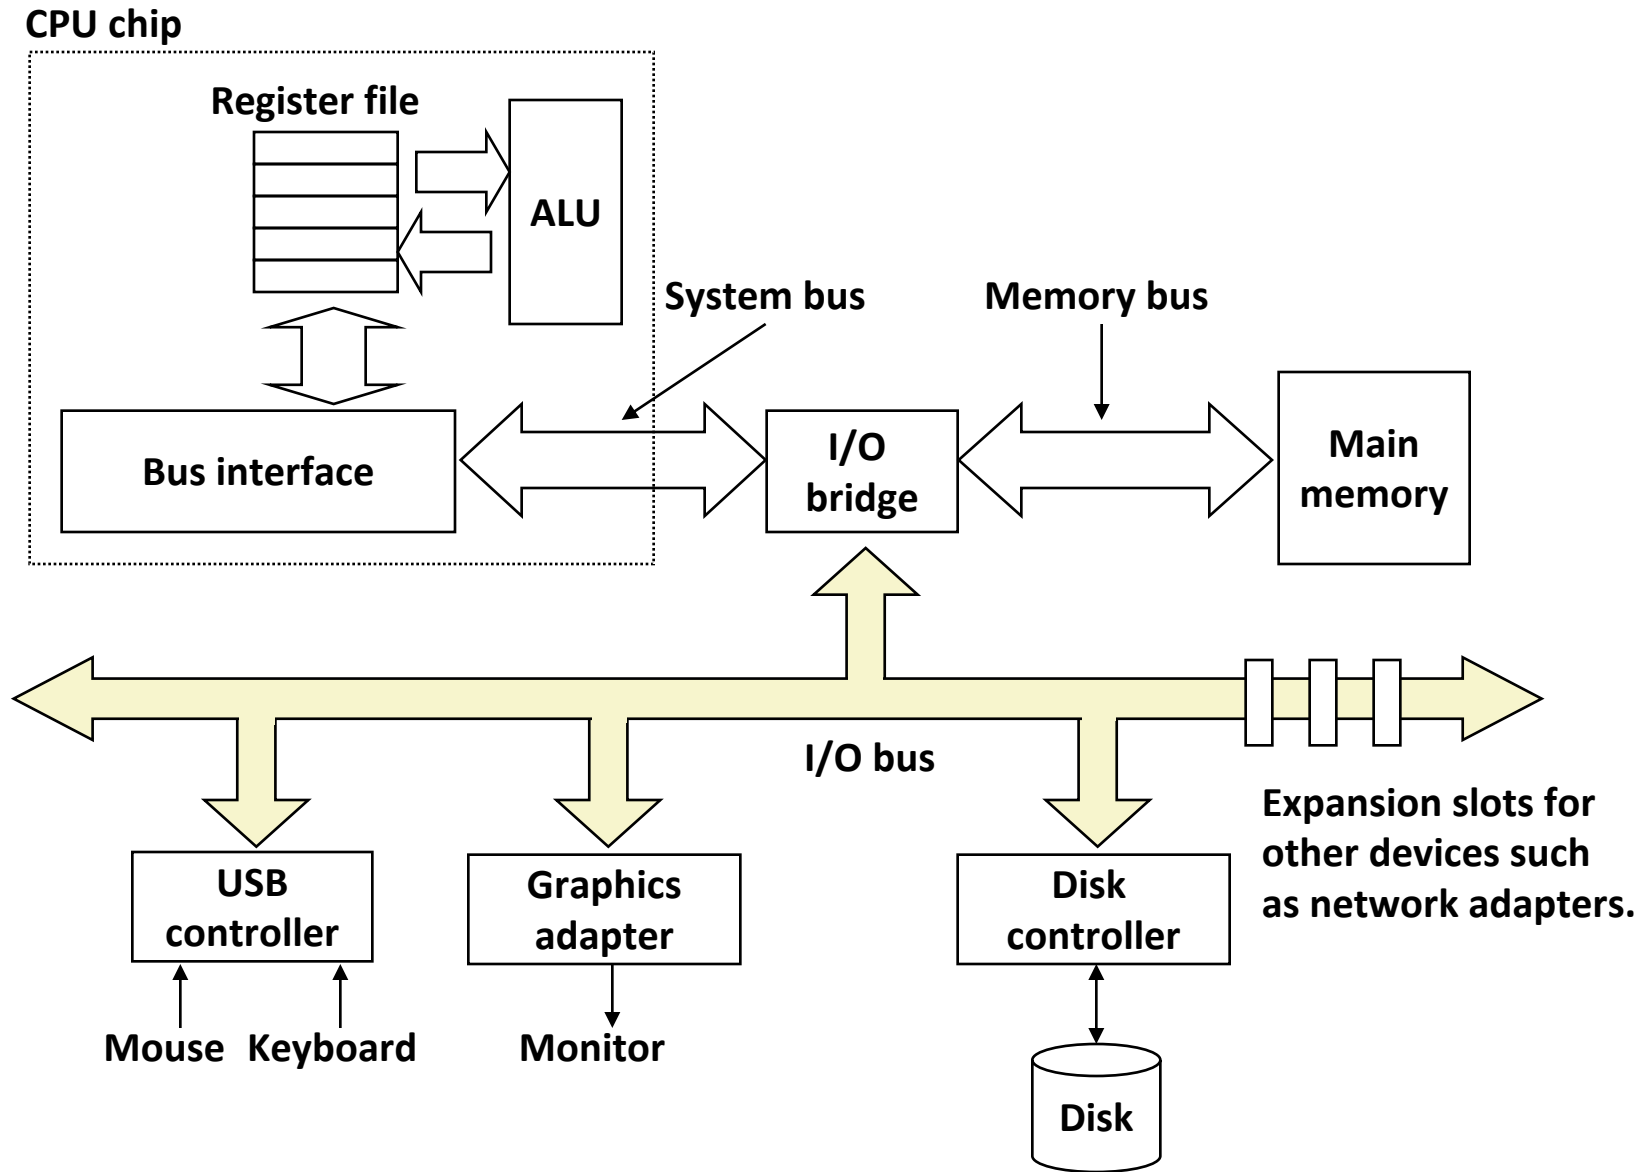 CPU chip
Register file
ALU
System bus
Memory bus
Bus interface
I/O
bridge
Main
memory
I/O bus
Expansion slots for
other devices such
as network adapters.
USB
controller
Graphics
adapter
Disk
controller
Mouse
Keyboard
Monitor
Disk